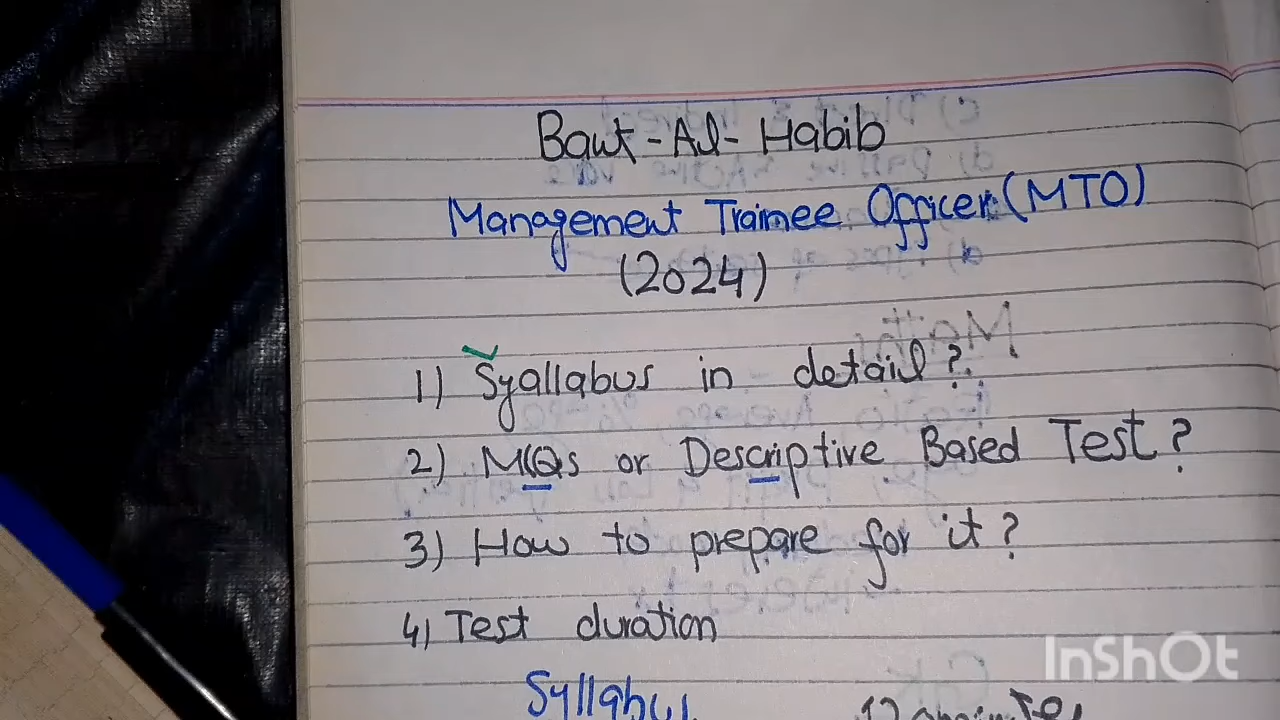 Bank-Al-Habib
Management Trainee Officer (MTO)
(2024)
1) Syallabus in detail?
2) MCQs or Descriptive Based Test?
3) How to prepare for it?
4) Test duration
Syllabus
InShOt